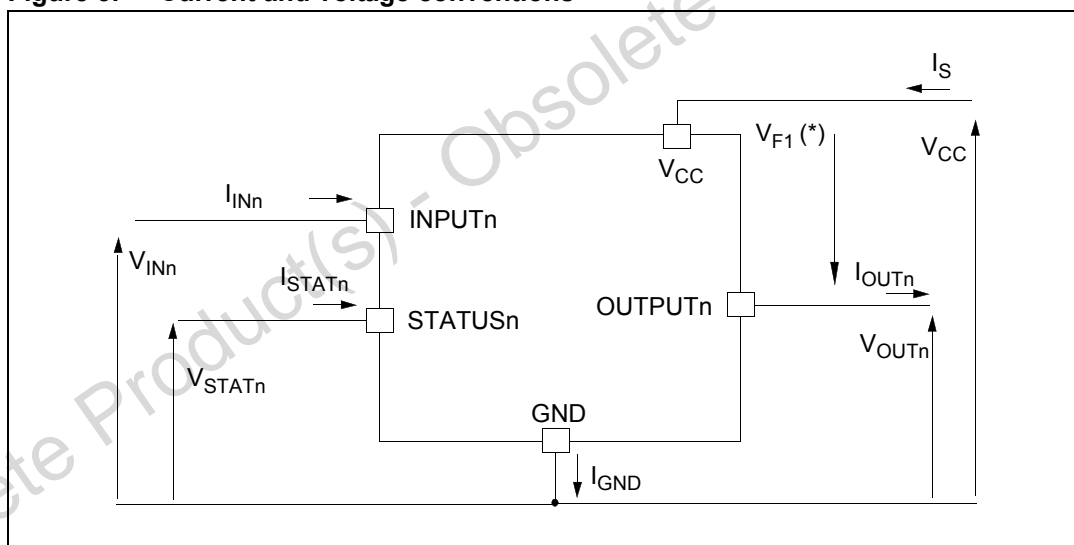 Figure 3. Current and voltage conventions
I_S
V_F1 (*)
V_CC
V_CC
I_INn
INPUTn
V_INn
I_STATn
I_OUTn
STATUSn
OUTPUTn
V_OUTn
V_STATn
GND
I_GND
ete Product(s) - Obsolete